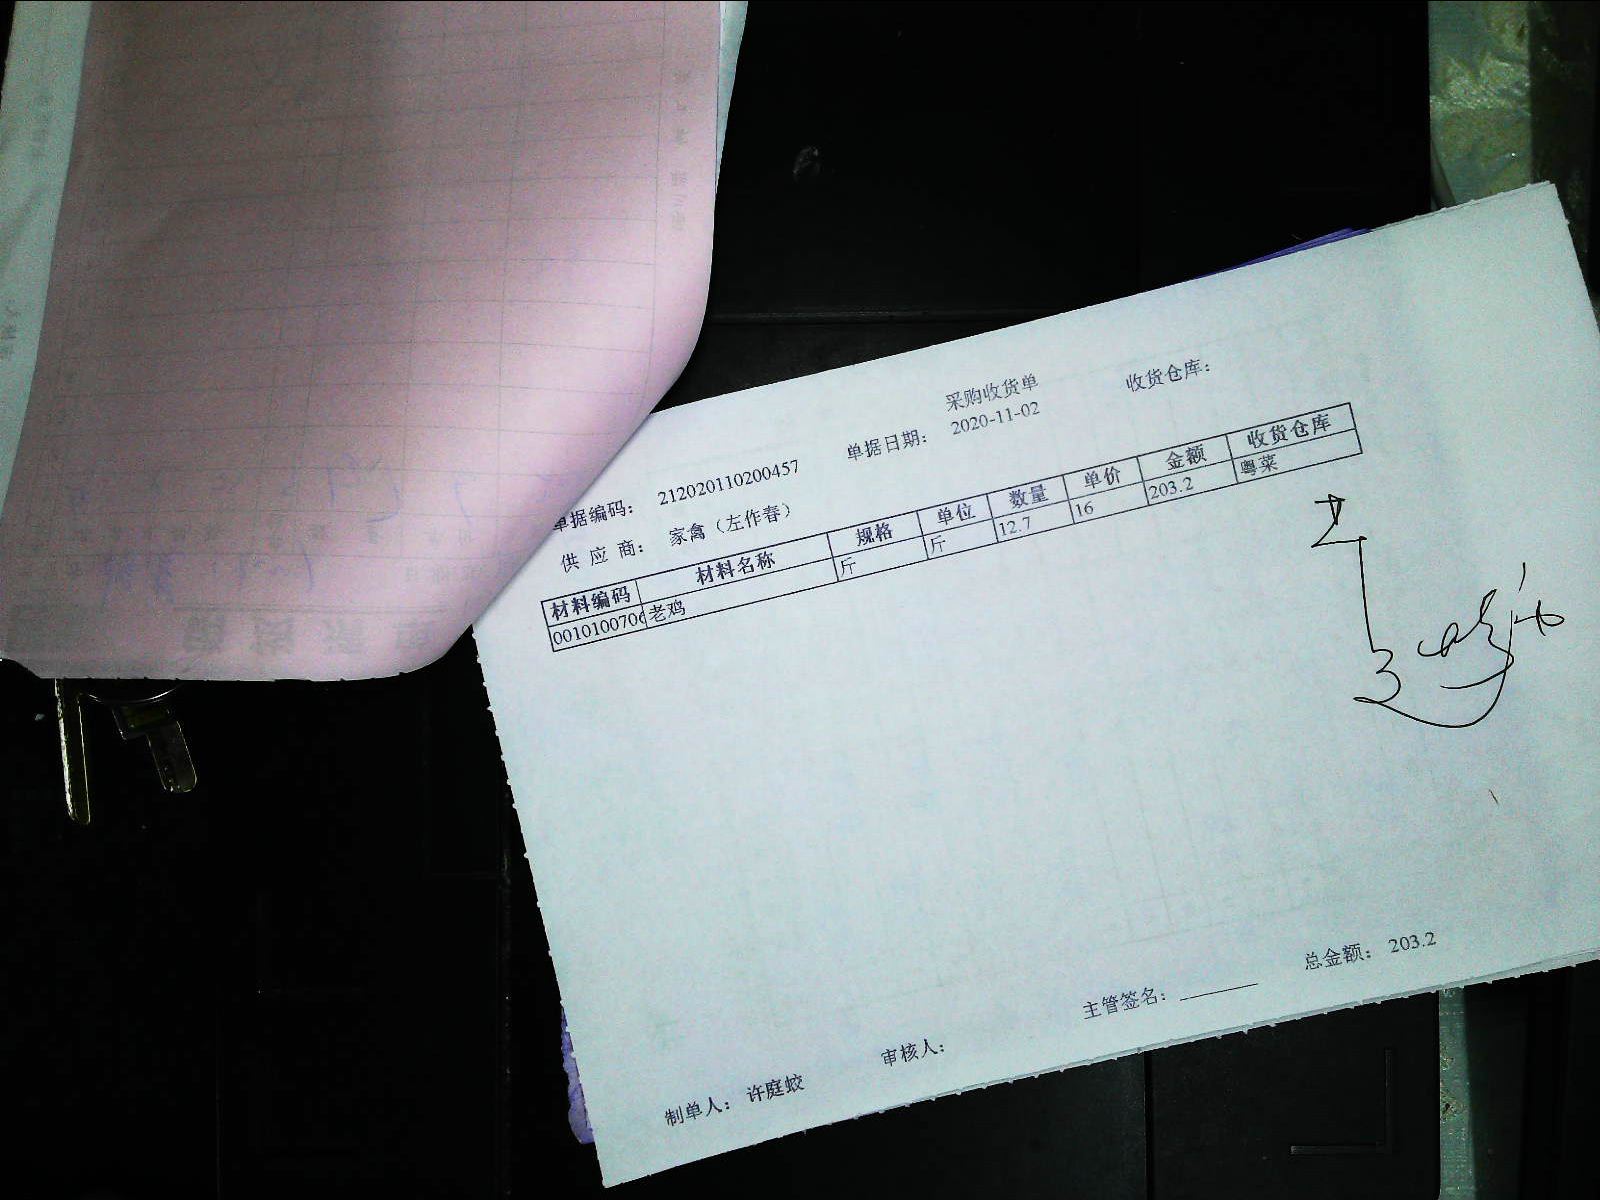 采购收货单
收货仓库：
单据编码： 212020110200457 单据日期： 2020-11-02
供 应 商： 家禽（左作春）
材料编码 材料名称 规格 单位 数量 单价 金额 收货仓库
0010100706 老鸡 斤 斤 12.7 16 203.2 粤菜
制单人： 许庭蛟 审核人： 主管签名： 总金额： 203.2